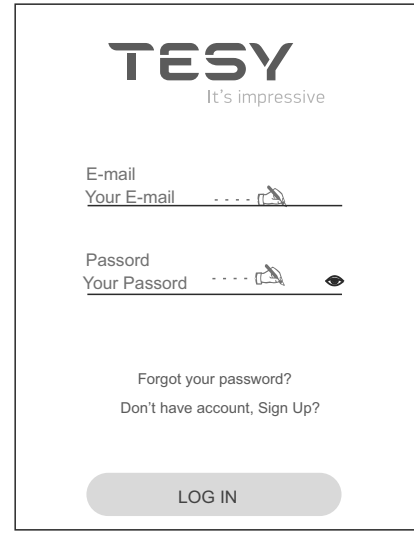 TESY
It's impressive
E-mail
Your E-mail
Passord
Your Passord
Forgot your password?
Don't have account, Sign Up?
LOG IN